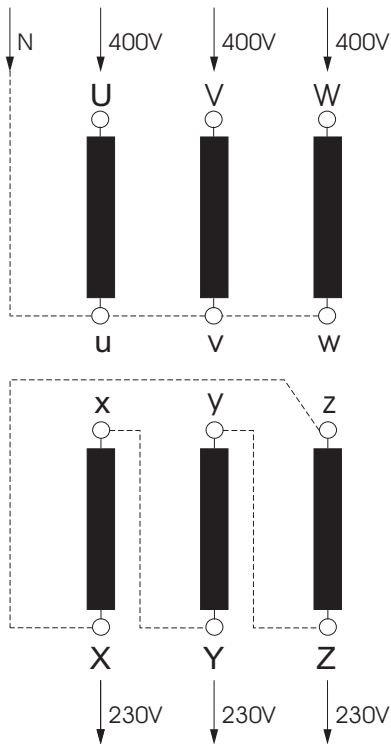 N 400V 400V 400V
U V W
u v w
x y z
X Y Z
230V 230V 230V